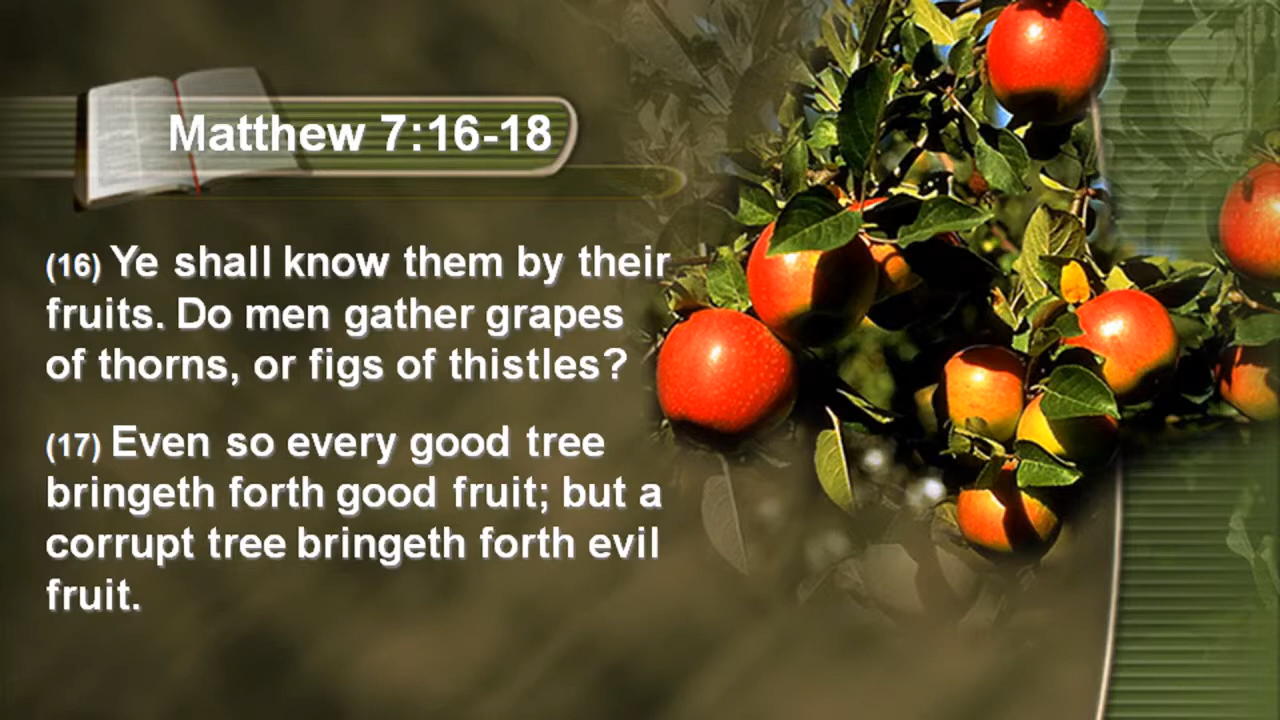 Matthew 7:16-18
(16) Ye shall know them by their
fruits. Do men gather grapes
of thorns, or figs of thistles?
(17) Even so every good tree
bringeth forth good fruit; but a
corrupt tree bringeth forth evil
fruit.